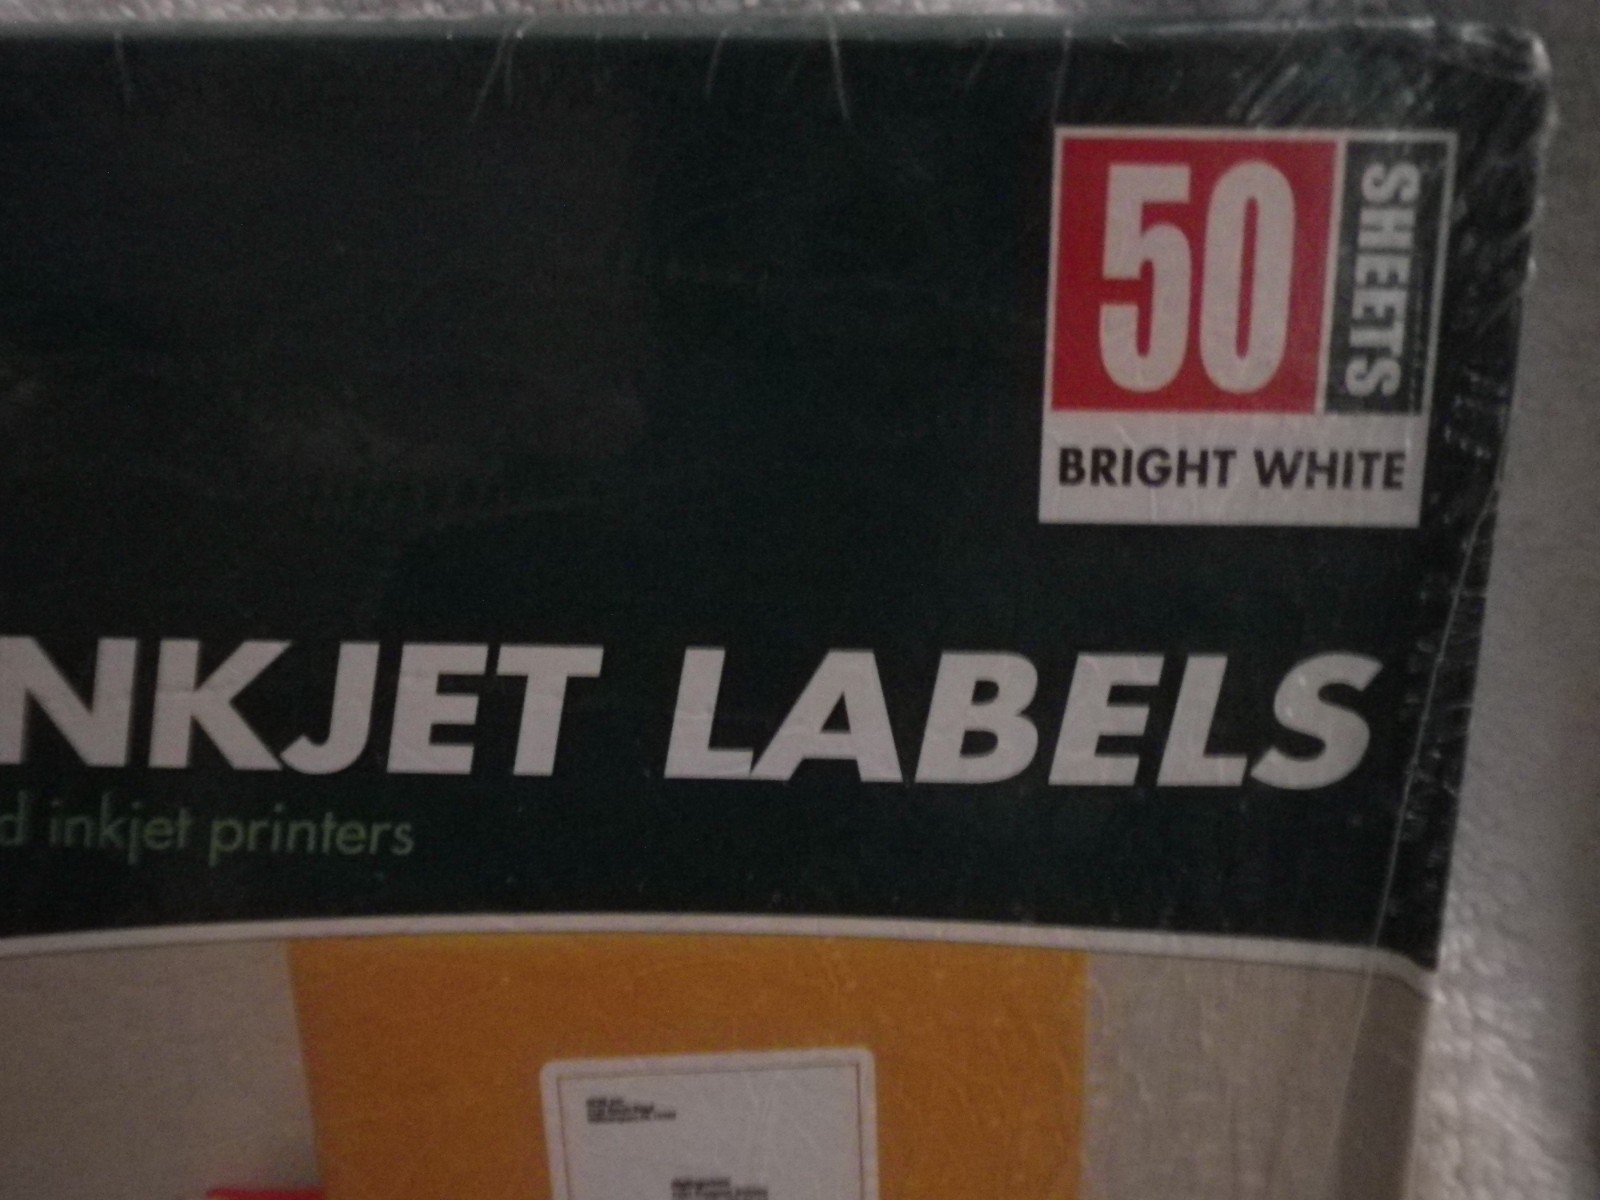 50 SHEETS
BRIGHT WHITE
NKJET LABELS
d inkjet printers